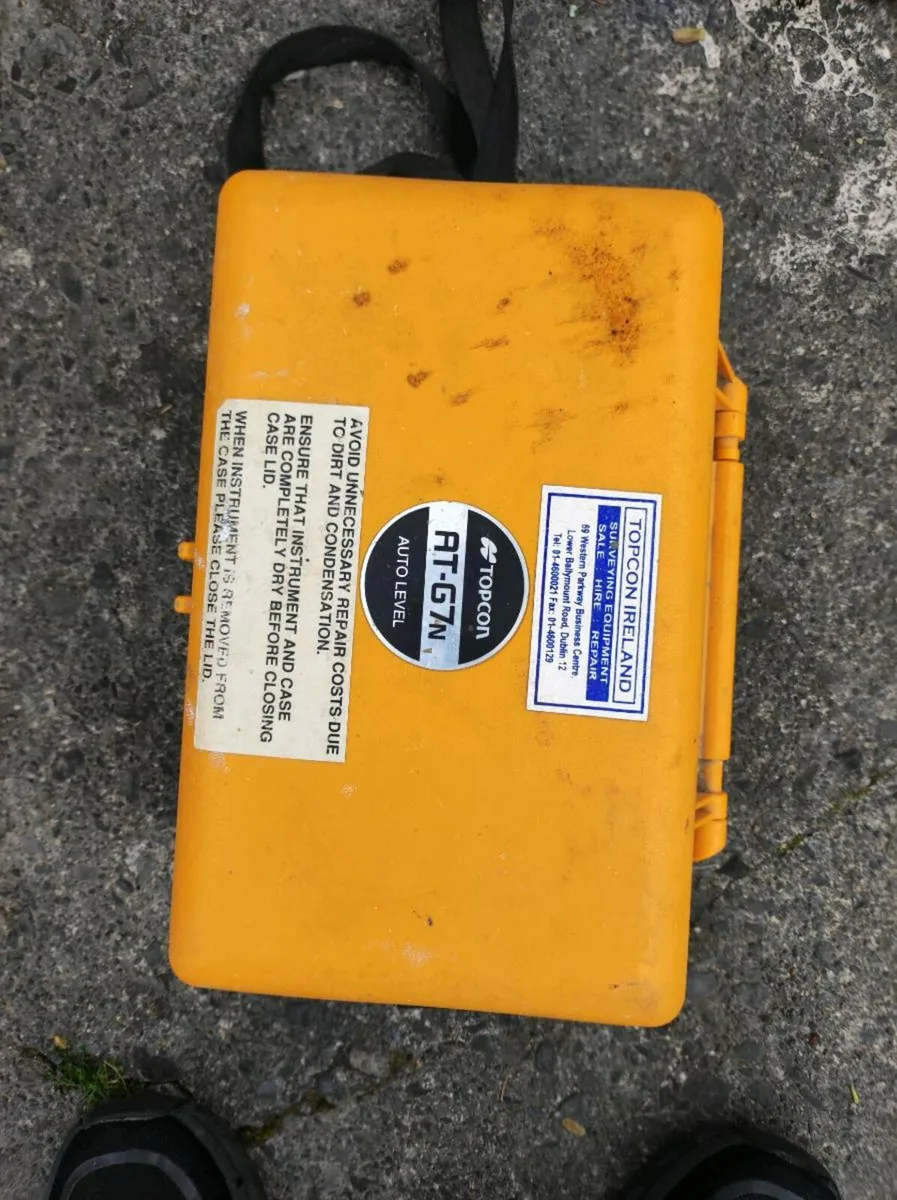 TOPCON IRELAND
SURVEYING EQUIPMENT
SALE : HIRE : REPAIR
69 Western Parkway Business Centre,
Lower Ballymount Road, Dublin 12
Tel: 01-4600021 Fax: 01-4600129
TOPCON
AT-G7N
AUTO LEVEL
AVOID UNNECESSARY REPAIR COSTS DUE
TO DIRT AND CONDENSATION.
ENSURE THAT INSTRUMENT AND CASE
ARE COMPLETELY DRY BEFORE CLOSING
CASE LID.
WHEN INSTRUMENT IS REMOVED FROM
THE CASE PLEASE CLOSE THE LID.